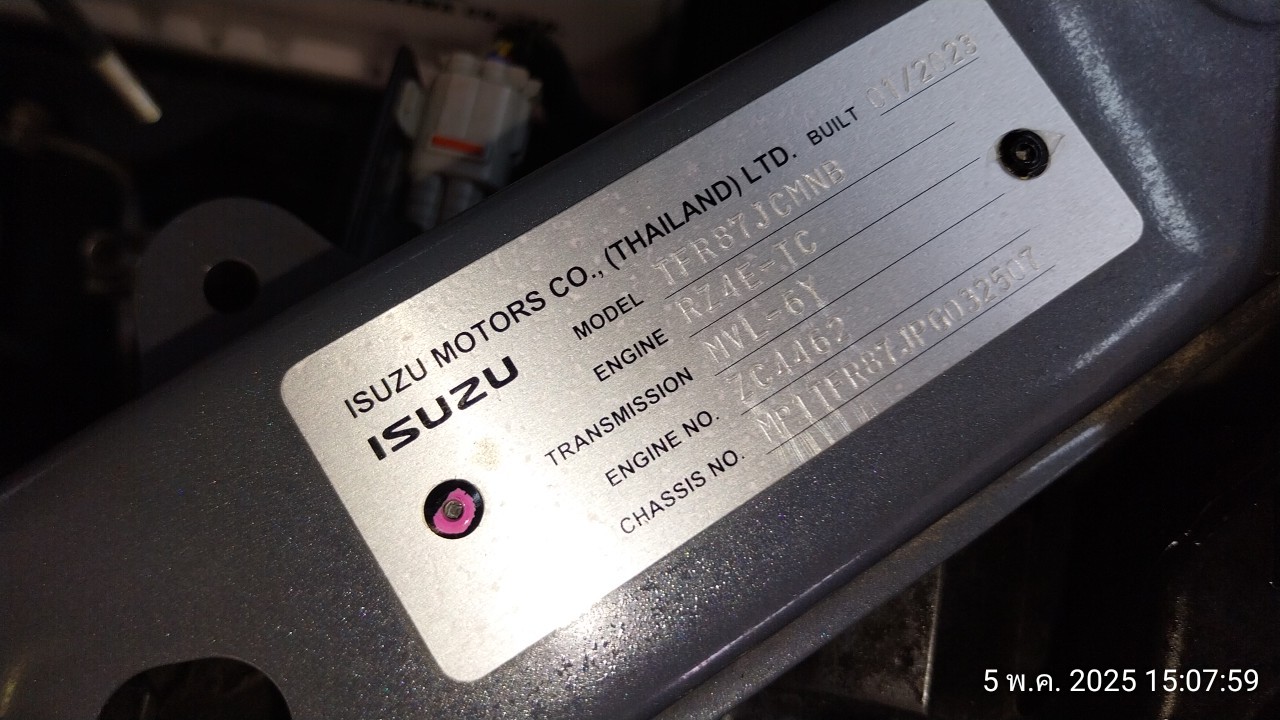 ISUZU MOTORS CO., (THAILAND) LTD. BUILT 01/2023
ISUZU
MODEL TFR87JCMNB
ENGINE RZ4E-TC
TRANSMISSION MVL-6Y
ENGINE NO. ZC4462
CHASSIS NO. MP1TFR87JPG032507
5 พ.ค. 2025 15:07:59